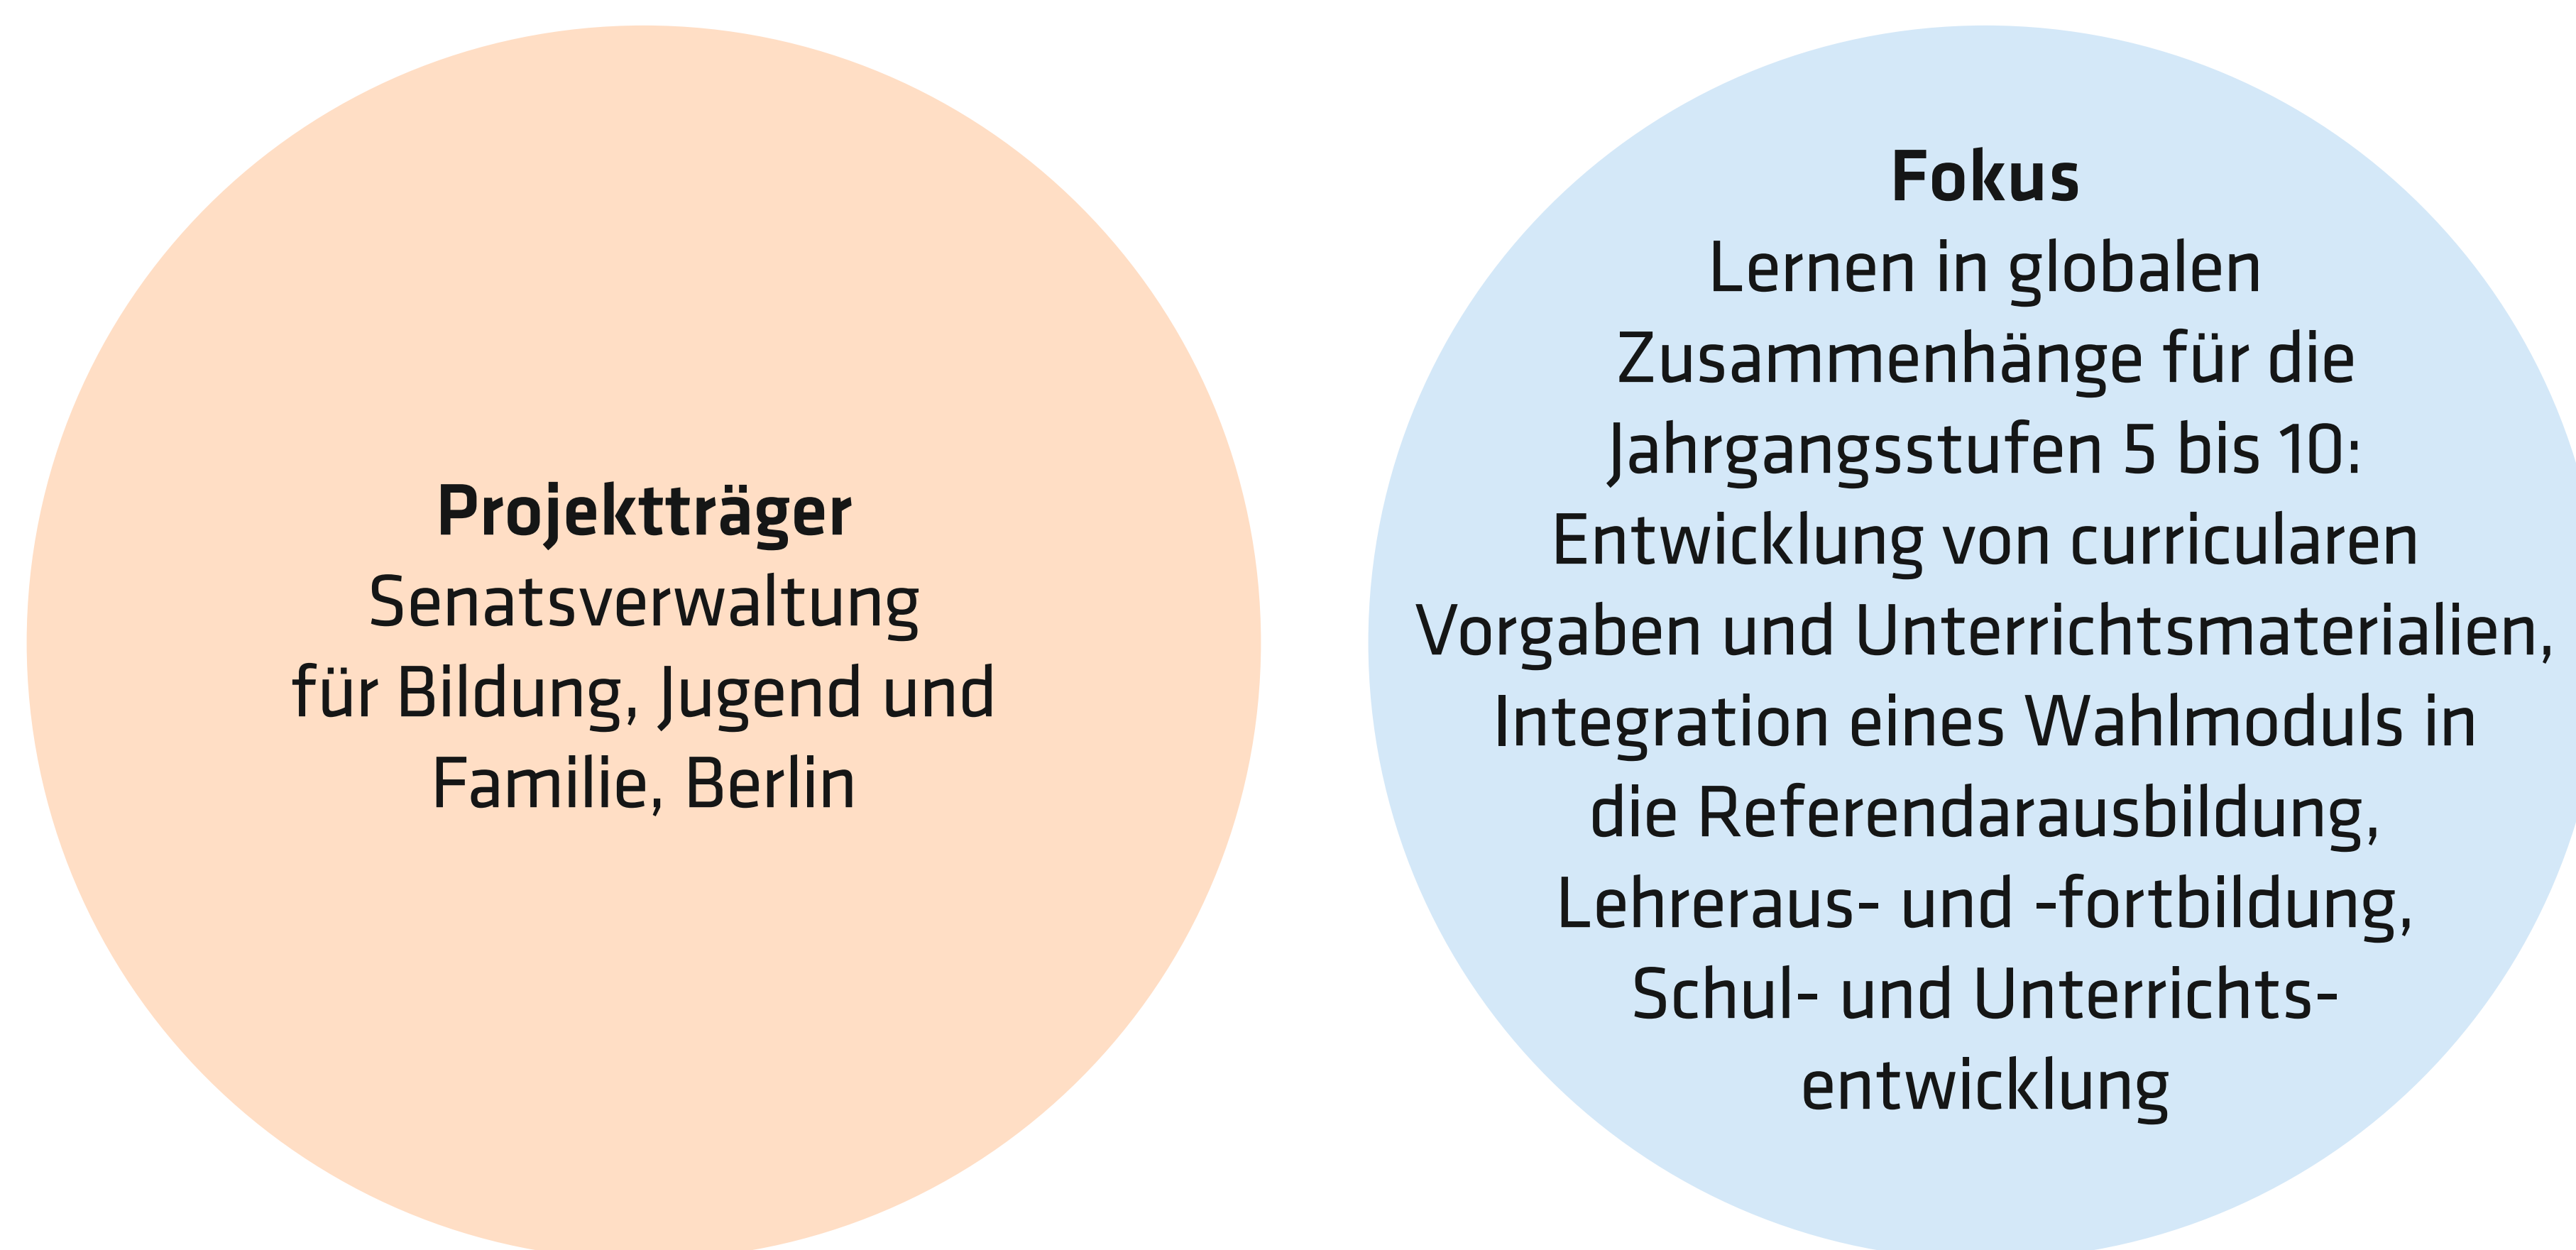 Projektträger
Senatsverwaltung
für Bildung, Jugend und
Familie, Berlin
Fokus
Lernen in globalen
Zusammenhänge für die
Jahrgangsstufen 5 bis 10:
Entwicklung von curricularen
Vorgaben und Unterrichtsmaterialien,
Integration eines Wahlmoduls in
die Referendarausbildung,
Lehreraus- und -fortbildung,
Schul- und Unterrichts-
entwicklung